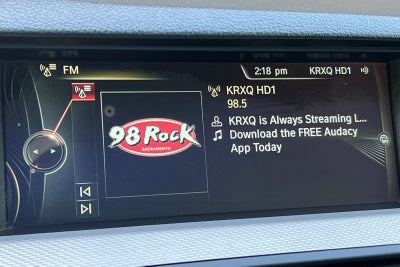 FM
2:18 pm KRXQ HD1
KRXQ HD1
98.5
98 Rock
SACRAMENTO
KRXQ is Always Streaming L...
Download the FREE Audacy
App Today